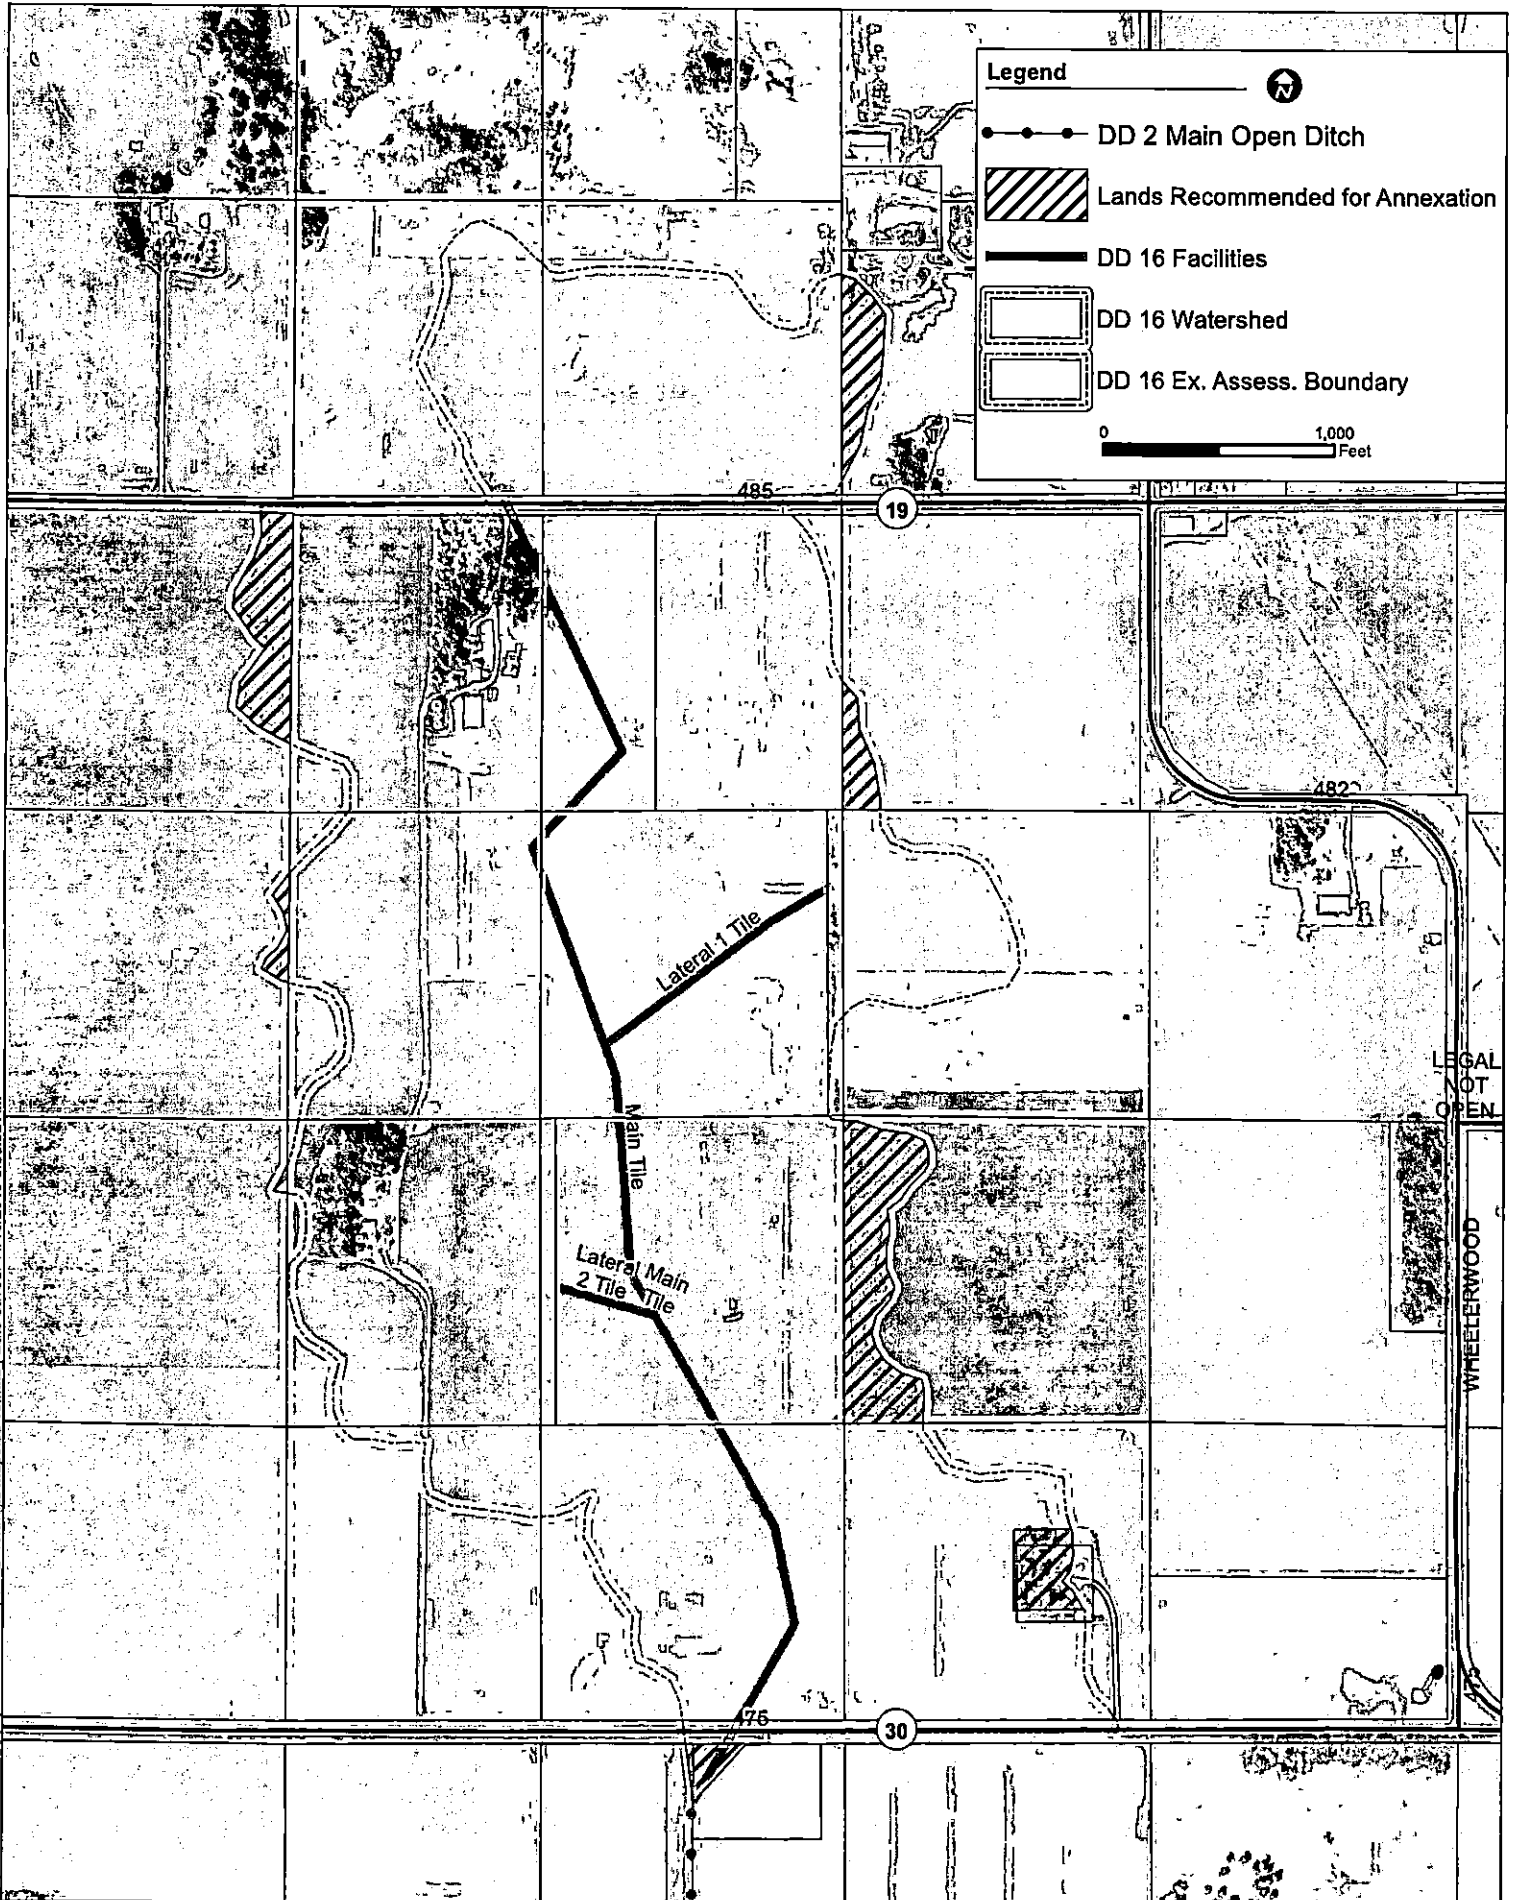 Legend
N
DD 2 Main Open Ditch
Lands Recommended for Annexation
DD 16 Facilities
DD 16 Watershed
DD 16 Ex. Assess. Boundary
0 1,000
Feet
485
19
482
Lateral 1 Tile
LEGAL
NOT
OPEN
Main Tile
WHEELERWOOD
Lateral Main
2 Tile Tile
475
30